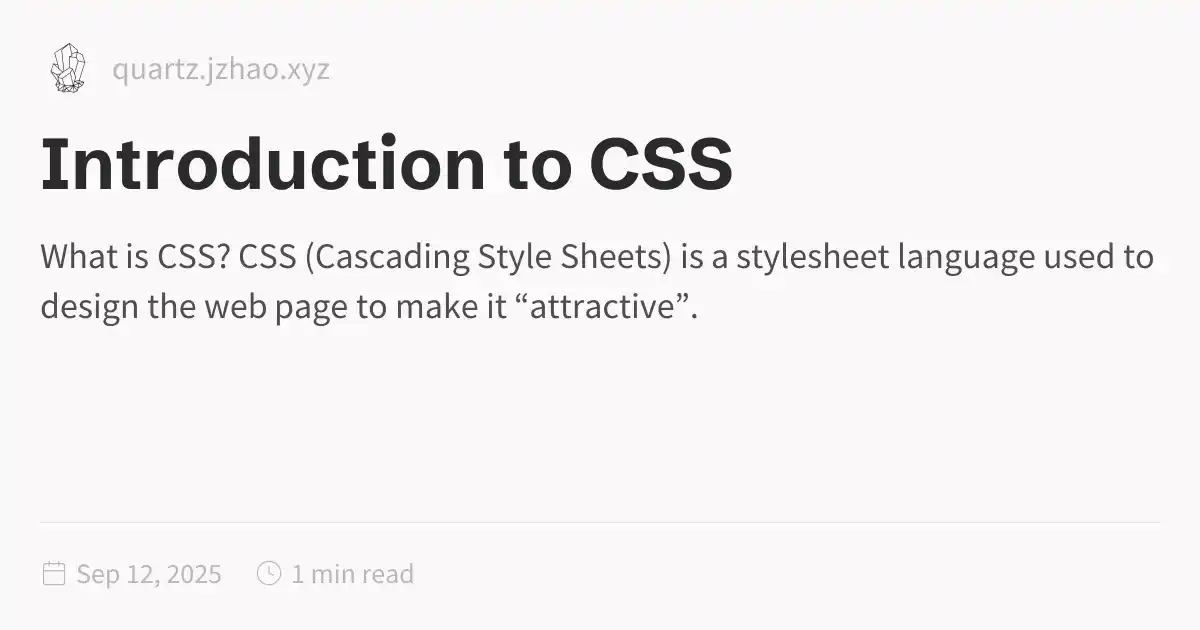 quartz.jzhao.xyz
Introduction to CSS
What is CSS? CSS (Cascading Style Sheets) is a stylesheet language used to
design the web page to make it “attractive”.
Sep 12, 2025
1 min read